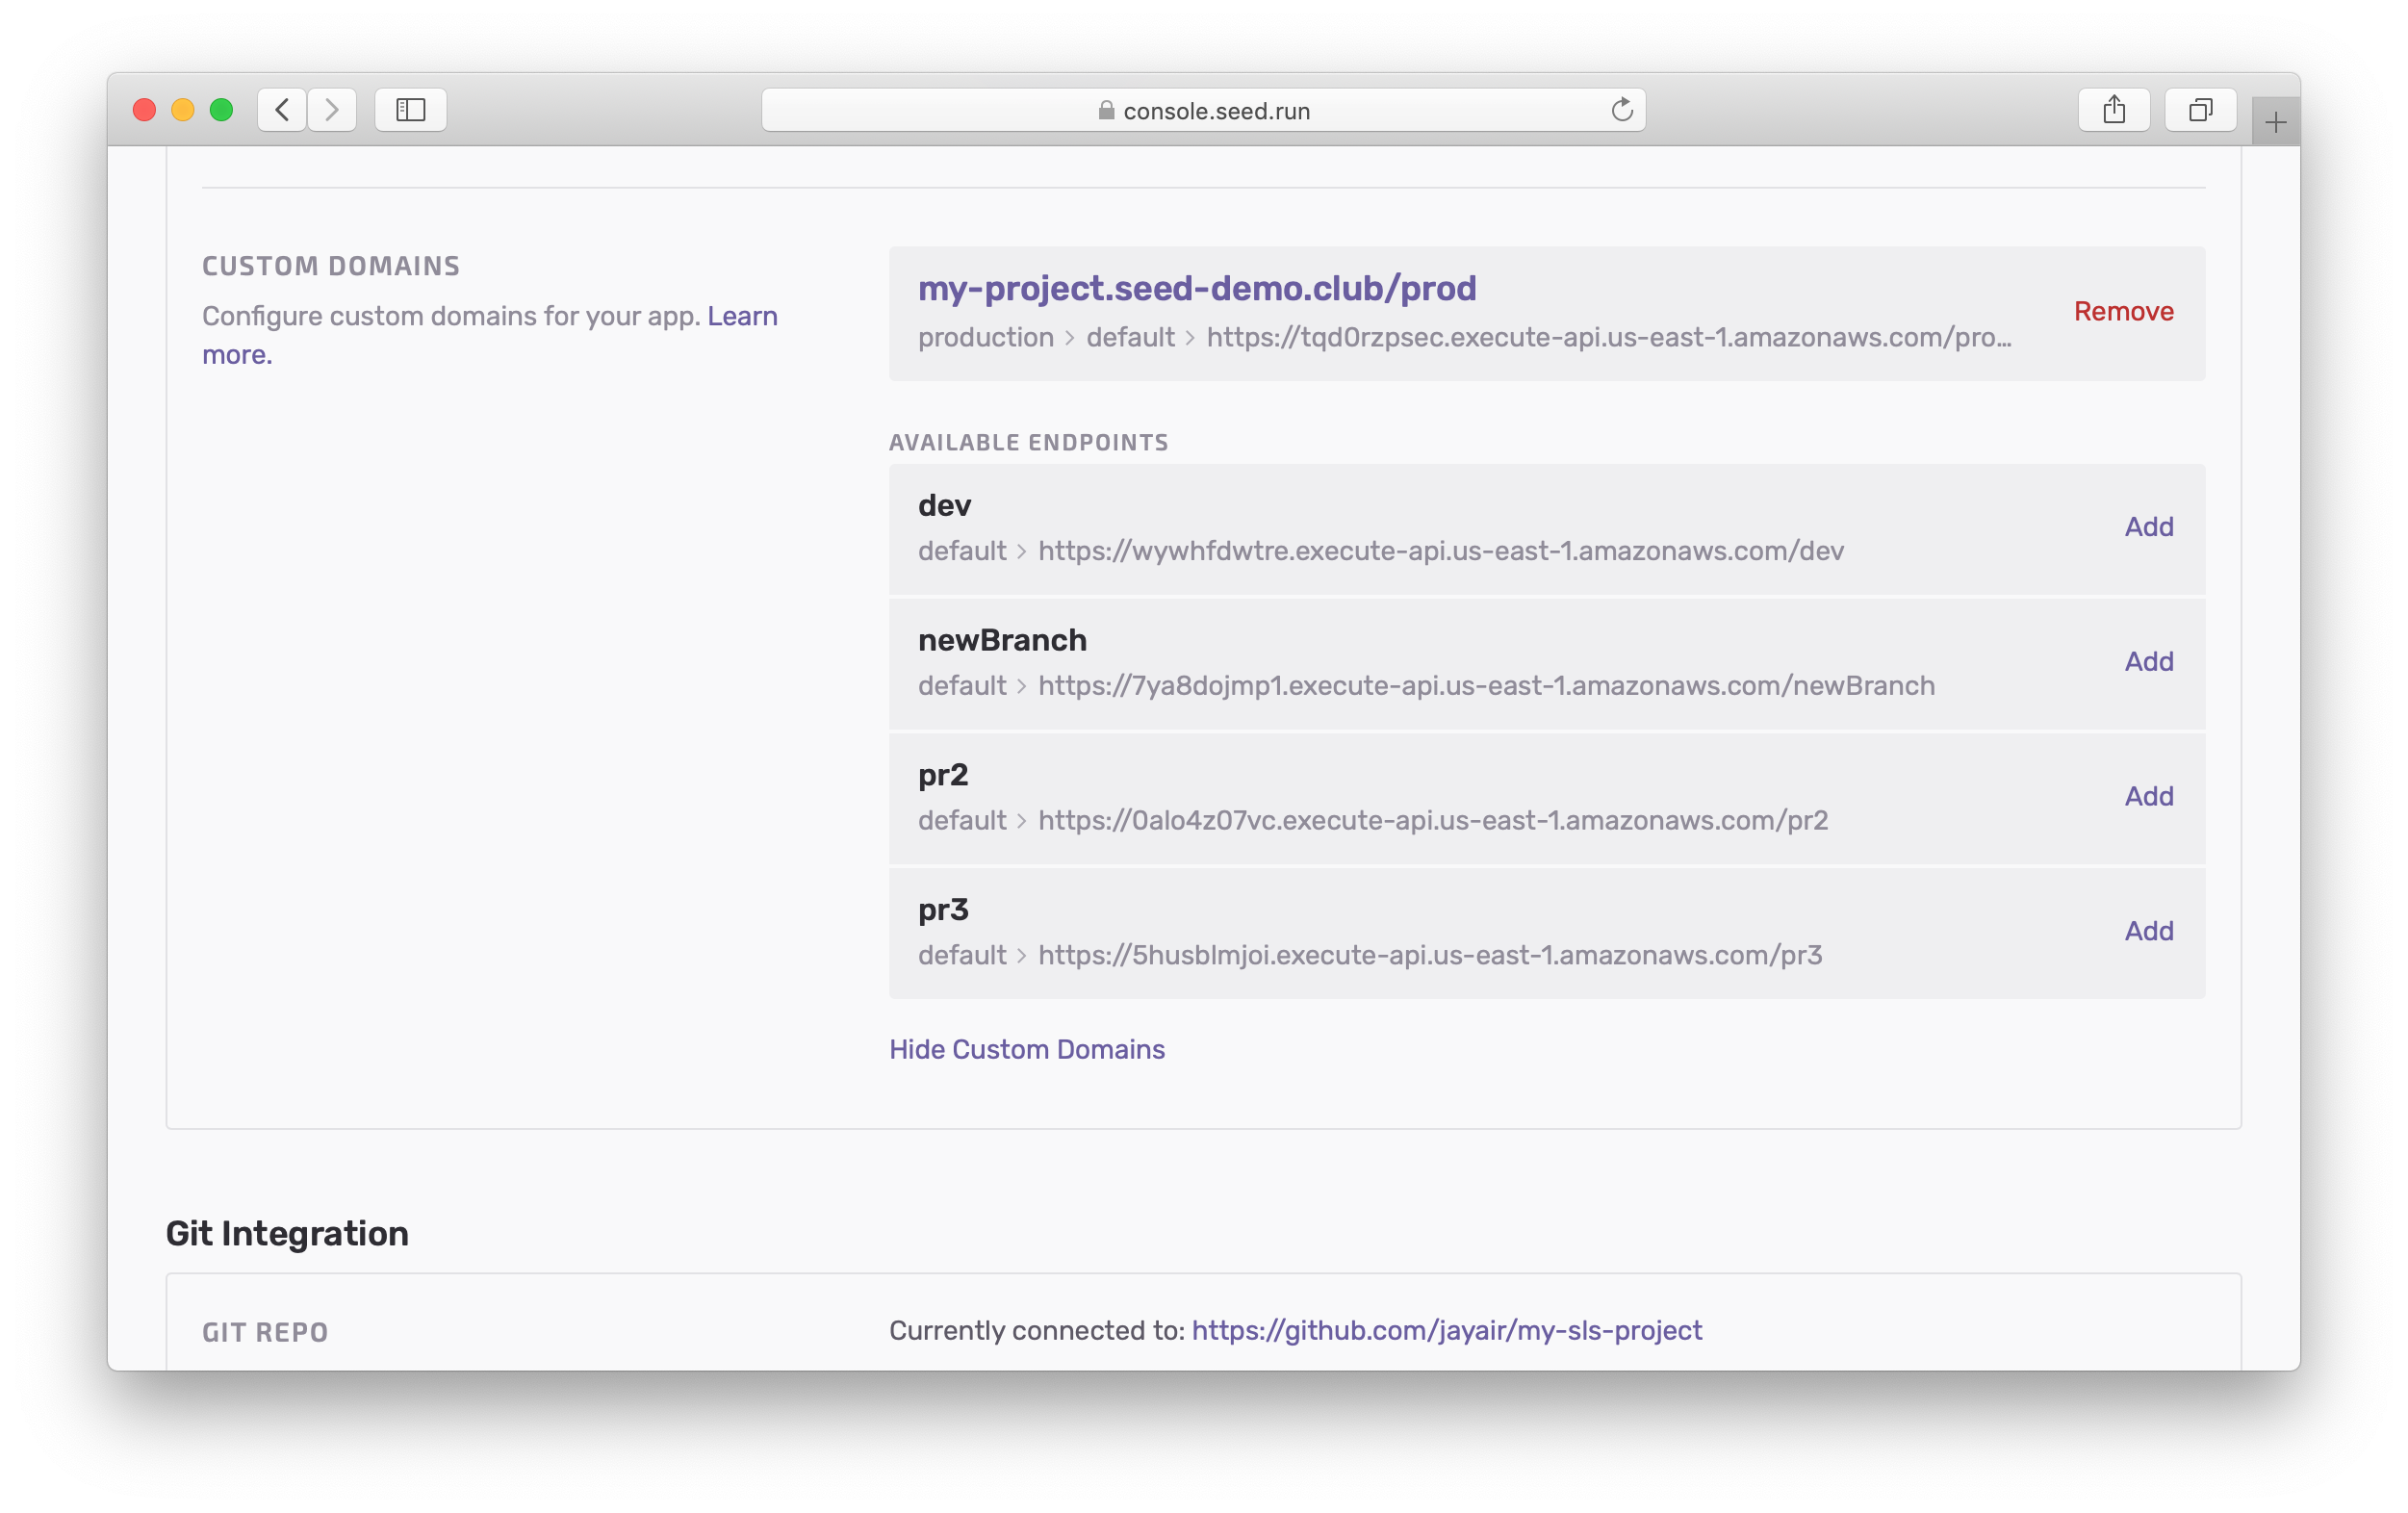 console.seed.run
CUSTOM DOMAINS
Configure custom domains for your app. Learn
more.
my-project.seed-demo.club/prod
production > default > https://tqd0rzpsec.execute-api.us-east-1.amazonaws.com/pro...
Remove
AVAILABLE ENDPOINTS
dev
default > https://wywhfdwtre.execute-api.us-east-1.amazonaws.com/dev
Add
newBranch
default > https://7ya8dojmp1.execute-api.us-east-1.amazonaws.com/newBranch
Add
pr2
default > https://0alo4z07vc.execute-api.us-east-1.amazonaws.com/pr2
Add
pr3
default > https://5husblmjoi.execute-api.us-east-1.amazonaws.com/pr3
Add
Hide Custom Domains
Git Integration
GIT REPO
Currently connected to: https://github.com/jayair/my-sls-project